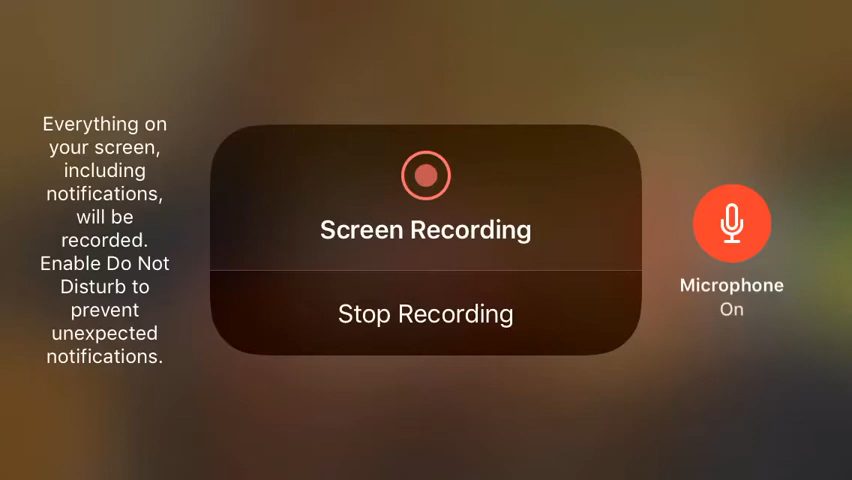 Everything on
your screen,
including
notifications,
will be
recorded.
Enable Do Not
Disturb to
prevent
unexpected
notifications.
Screen Recording
Stop Recording
Microphone
On